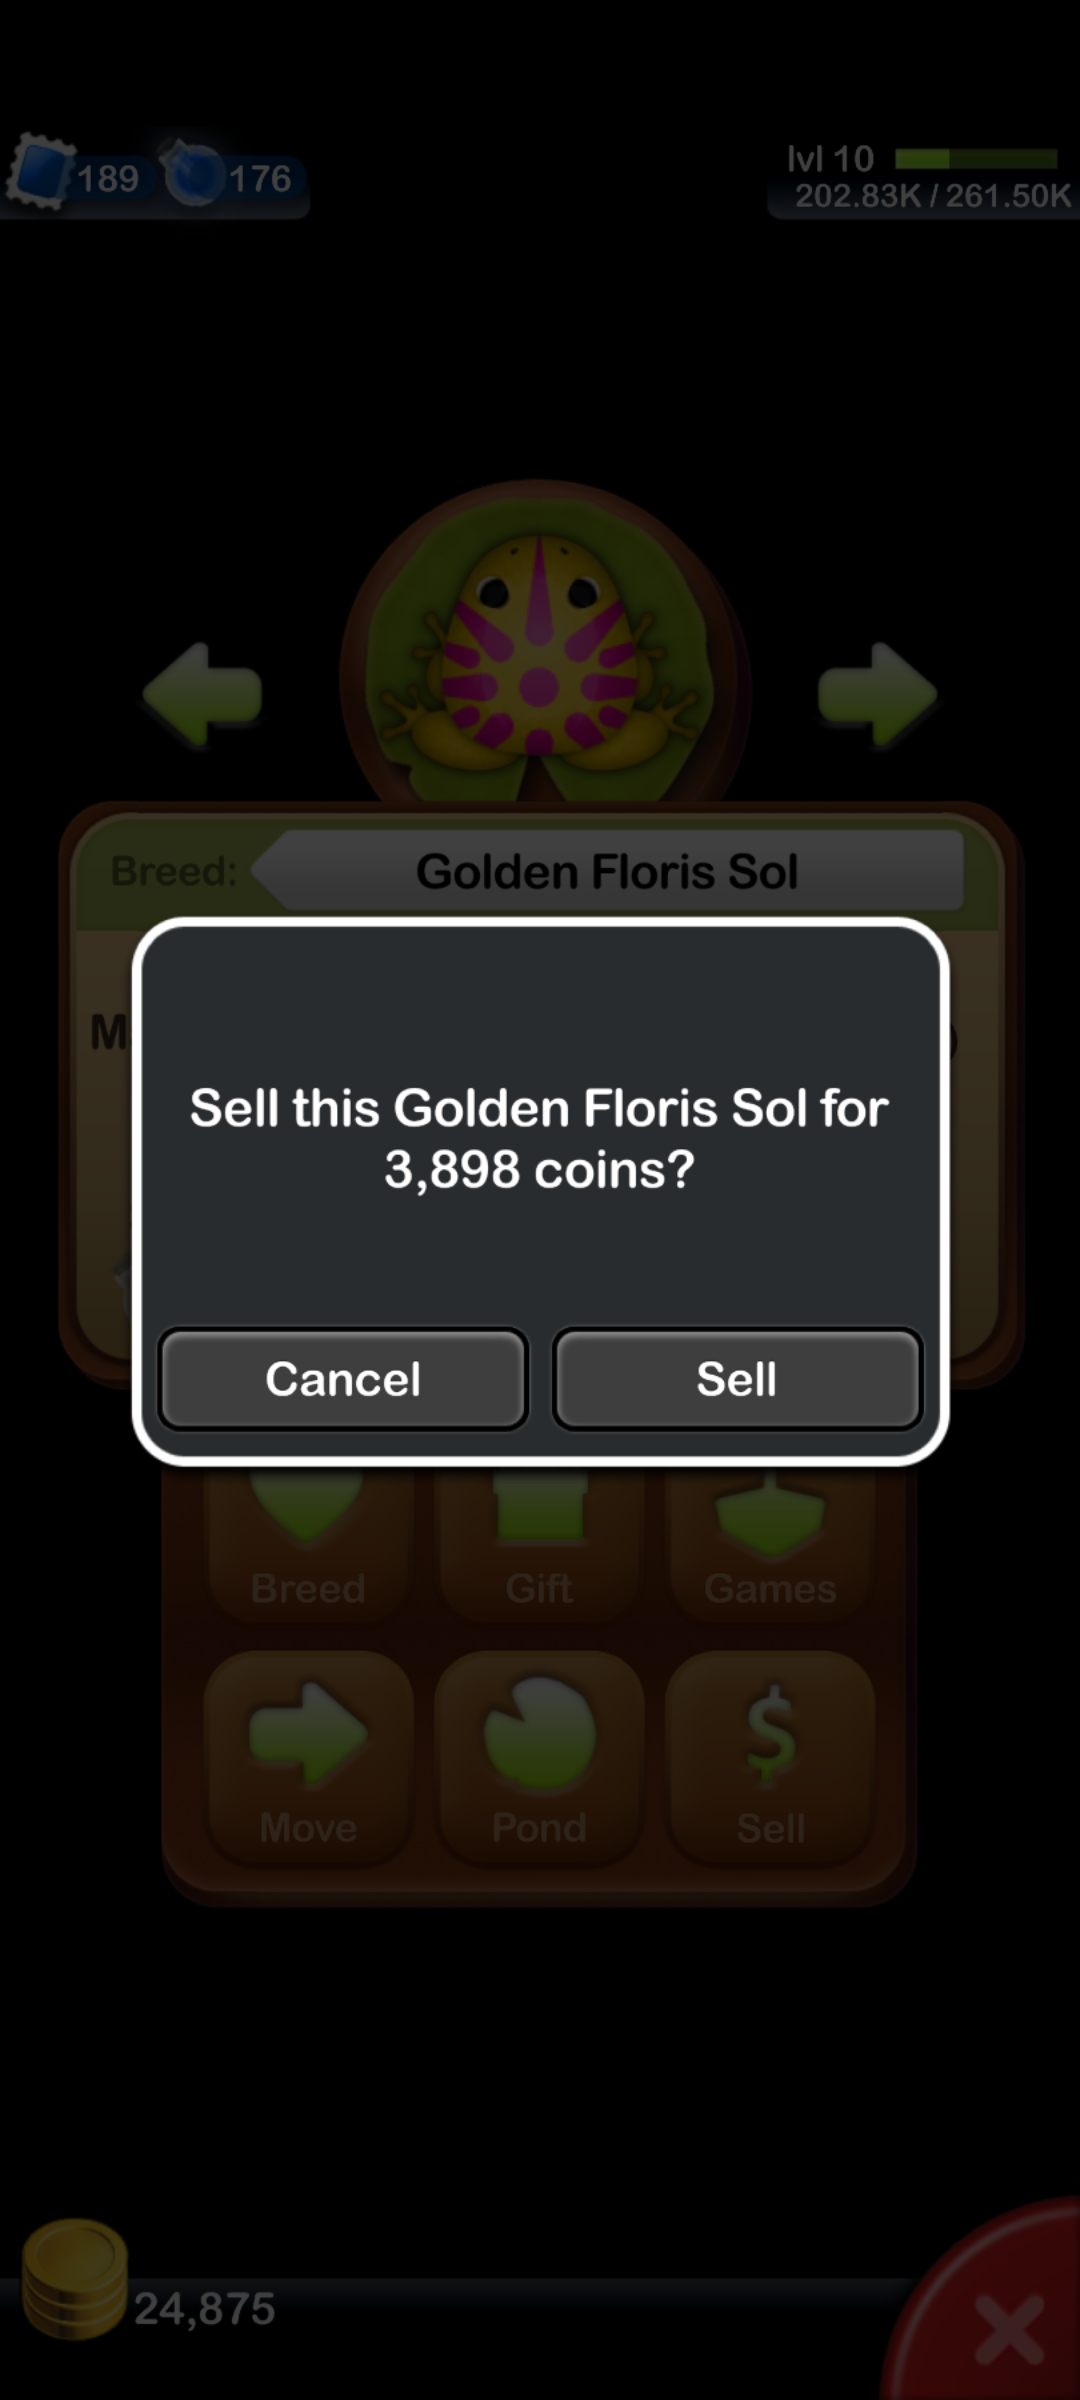 189
176
lvl 10
202.83K / 261.50K
Breed:
Golden Floris Sol
M
Sell this Golden Floris Sol for
3,898 coins?
Cancel
Sell
Breed
Gift
Games
Move
Pond
$
Sell
24,875